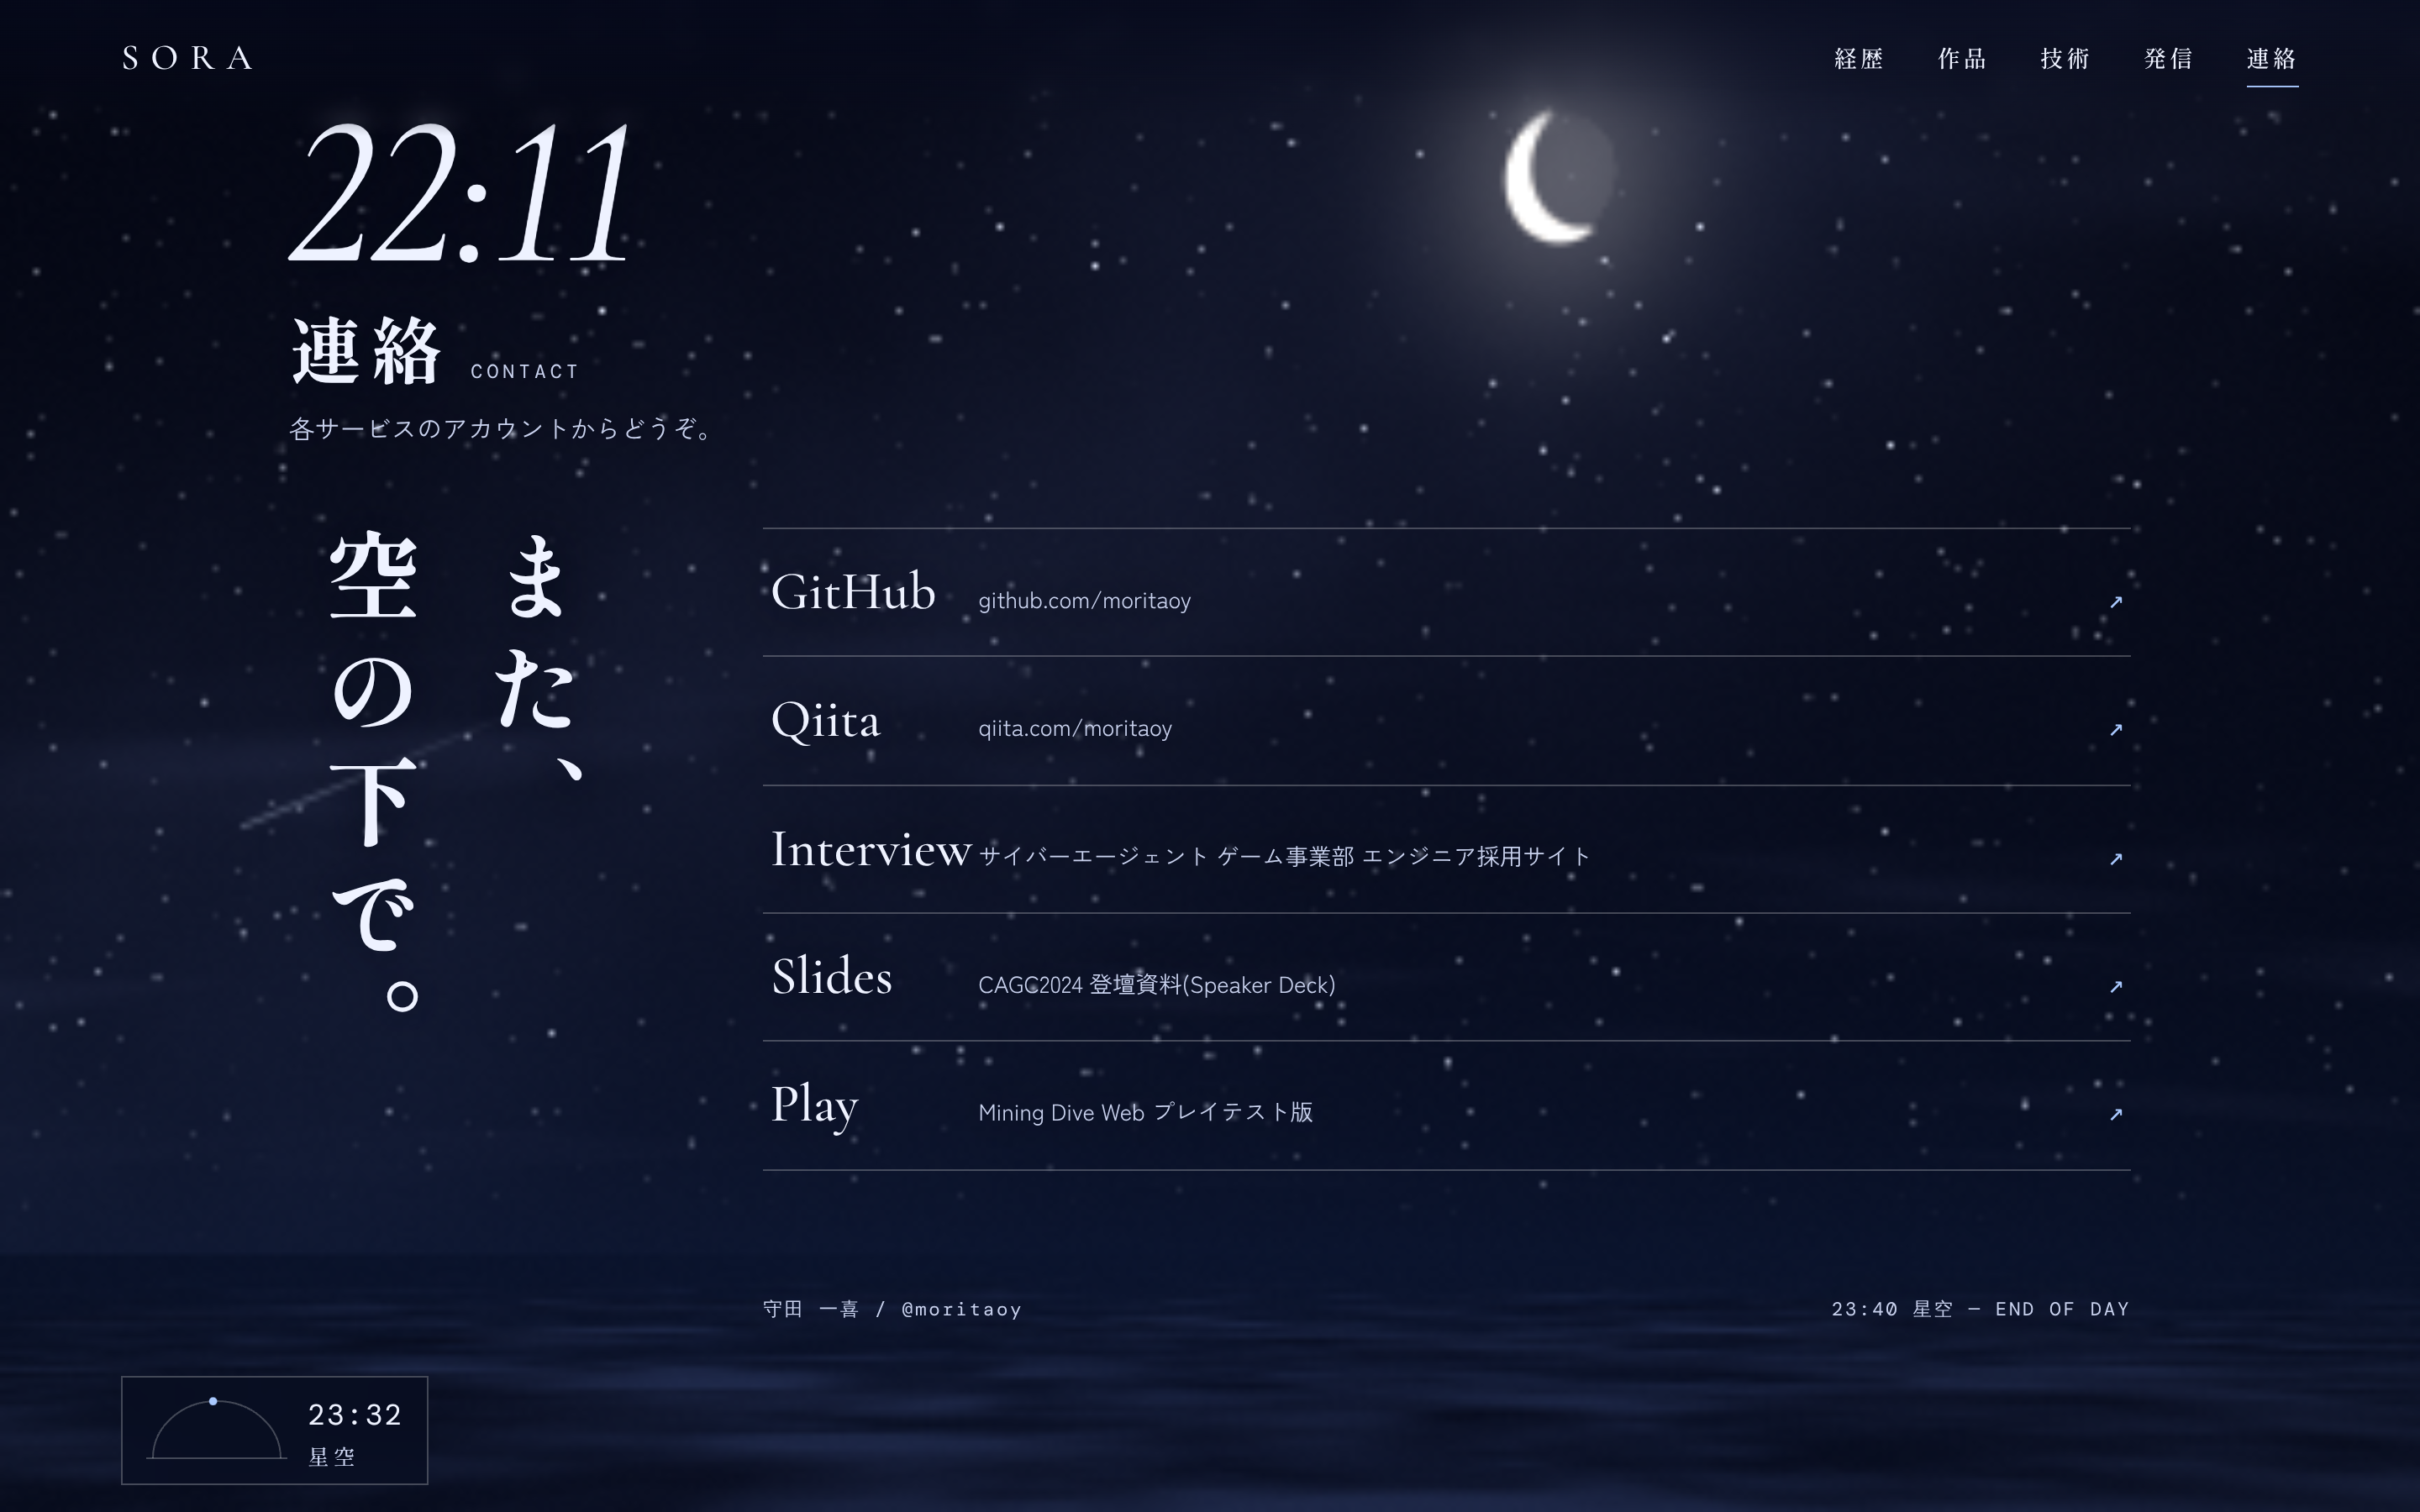 SORA
経歴 作品 技術 発信 連絡
22:11
連絡 CONTACT
各サービスのアカウントからどうぞ。
また、
空の下で。
GitHub github.com/moritaoy ↗
Qiita qiita.com/moritaoy ↗
Interview サイバーエージェント ゲーム事業部 エンジニア採用サイト ↗
Slides CAGC2024 登壇資料(Speaker Deck) ↗
Play Mining Dive Web プレイテスト版 ↗
守田 一喜 / @moritaoy
23:40 星空 — END OF DAY
23:32
星空